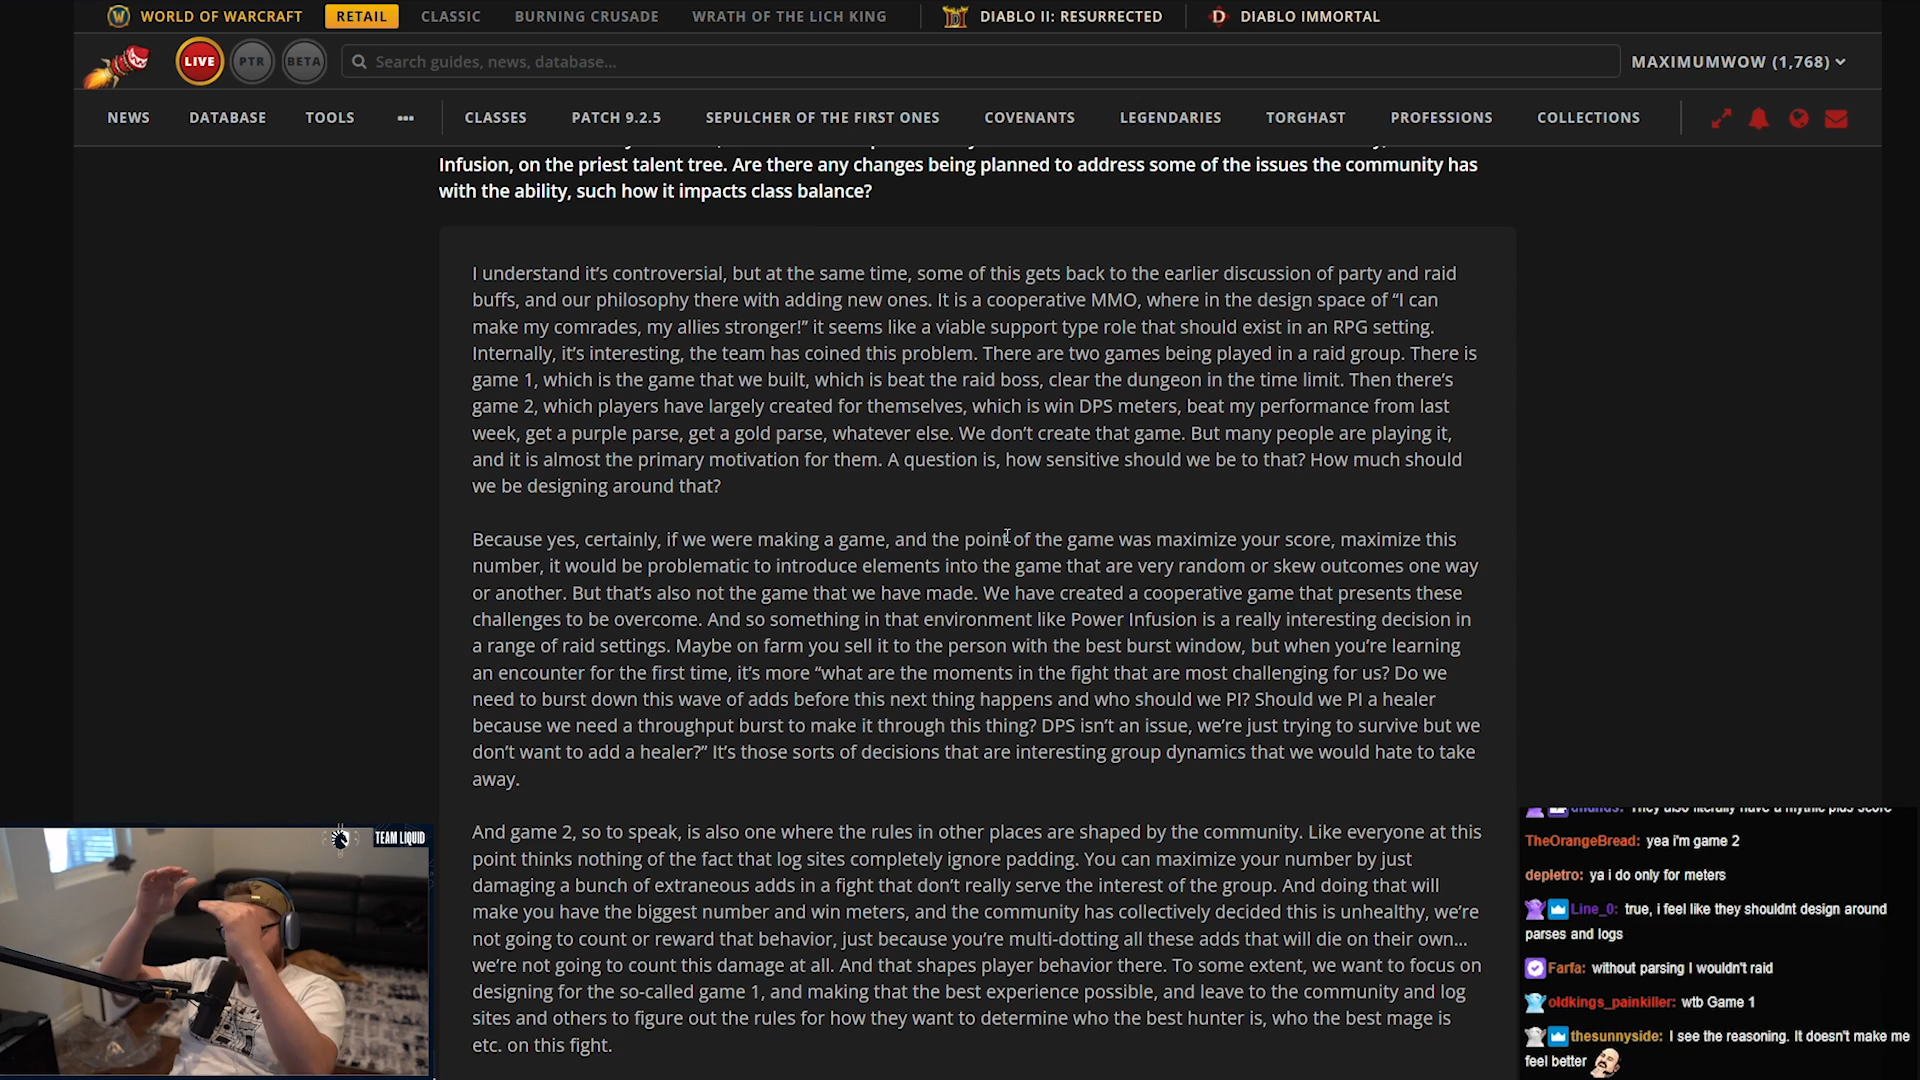 WORLD OF WARCRAFT RETAIL CLASSIC BURNING CRUSADE WRATH OF THE LICH KING DIABLO II: RESURRECTED DIABLO IMMORTAL
LIVE PTR BETA Search guides, news, database... MAXIMUMWOW (1,768)
NEWS DATABASE TOOLS ••• CLASSES PATCH 9.2.5 SEPULCHER OF THE FIRST ONES COVENANTS LEGENDARIES TORGHAST PROFESSIONS COLLECTIONS
Infusion, on the priest talent tree. Are there any changes being planned to address some of the issues the community has
with the ability, such how it impacts class balance?
I understand it's controversial, but at the same time, some of this gets back to the earlier discussion of party and raid
buffs, and our philosophy there with adding new ones. It is a cooperative MMO, where in the design space of “I can
make my comrades, my allies stronger!” it seems like a viable support type role that should exist in an RPG setting.
Internally, it's interesting, the team has coined this problem. There are two games being played in a raid group. There is
game 1, which is the game that we built, which is beat the raid boss, clear the dungeon in the time limit. Then there's
game 2, which players have largely created for themselves, which is win DPS meters, beat my performance from last
week, get a purple parse, get a gold parse, whatever else. We don't create that game. But many people are playing it,
and it is almost the primary motivation for them. A question is, how sensitive should we be to that? How much should
we be designing around that?
Because yes, certainly, if we were making a game, and the point of the game was maximize your score, maximize this
number, it would be problematic to introduce elements into the game that are very random or skew outcomes one way
or another. But that's also not the game that we have made. We have created a cooperative game that presents these
challenges to be overcome. And so something in that environment like Power Infusion is a really interesting decision in
a range of raid settings. Maybe on farm you sell it to the person with the best burst window, but when you're learning
an encounter for the first time, it's more “what are the moments in the fight that are most challenging for us? Do we
need to burst down this wave of adds before this next thing happens and who should we PI? Should we PI a healer
because we need a throughput burst to make it through this thing? DPS isn't an issue, we're just trying to survive but we
don't want to add a healer?” It's those sorts of decisions that are interesting group dynamics that we would hate to take
away.
And game 2, so to speak, is also one where the rules in other places are shaped by the community. Like everyone at this
point thinks nothing of the fact that log sites completely ignore padding. You can maximize your number by just
damaging a bunch of extraneous adds in a fight that don't really serve the interest of the group. And doing that will
make you have the biggest number and win meters, and the community has collectively decided this is unhealthy, we're
not going to count or reward that behavior, just because you're multi-dotting all these adds that will die on their own...
we're not going to count this damage at all. And that shapes player behavior there. To some extent, we want to focus on
designing for the so-called game 1, and making that the best experience possible, and leave to the community and log
sites and others to figure out the rules for how they want to determine who the best hunter is, who the best mage is
etc. on this fight.
TEAM LIQUID
They also literally have a mythic plus score
TheOrangeBread: yea i'm game 2
depletro: ya i do only for meters
Line_0: true, i feel like they shouldnt design around
parses and logs
Farfa: without parsing I wouldn't raid
oldkings_painkiller: wtb Game 1
thesunnyside: I see the reasoning. It doesn't make me
feel better